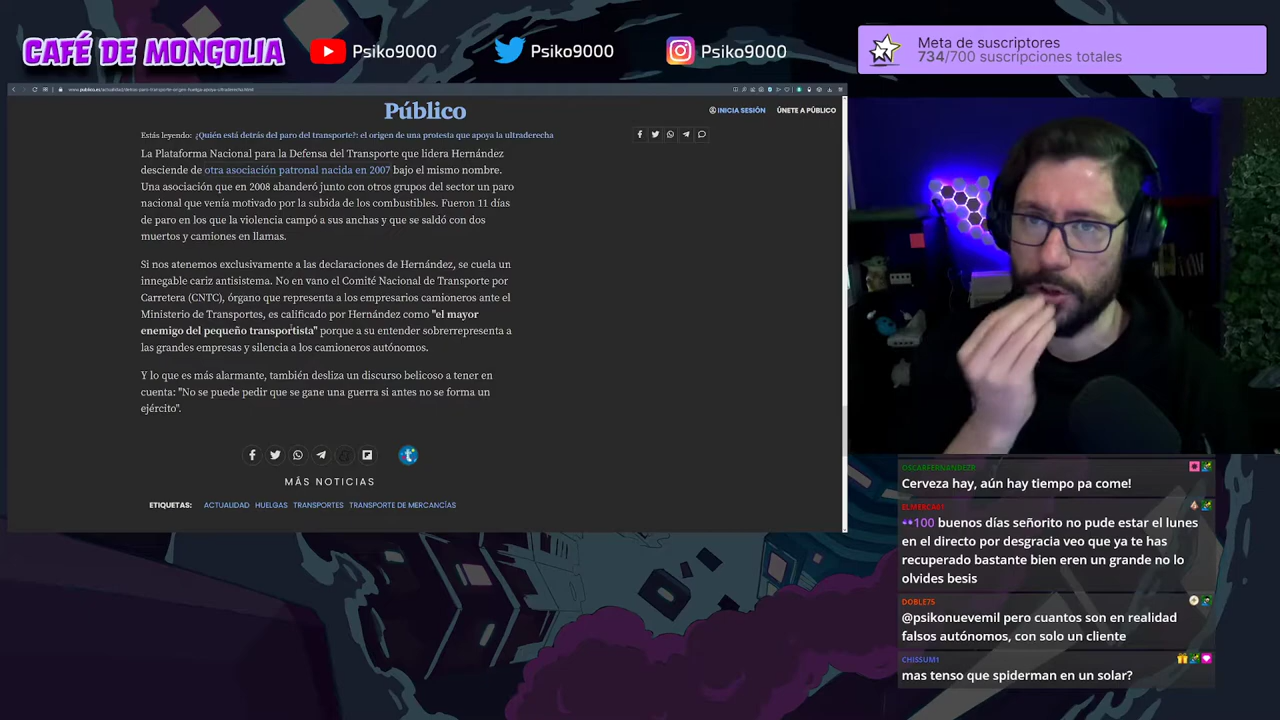 CAFÉ DE MONGOLIA
Psiko9000
Psiko9000
Psiko9000
Meta de suscriptores
734/700 suscripciones totales
Público
INICIA SESIÓN
ÚNETE A PÚBLICO
Estás leyendo: ¿Quién está detrás del paro del transporte?: el origen de una protesta que apoya la ultraderecha
La Plataforma Nacional para la Defensa del Transporte que lidera Hernández
desciende de otra asociación patronal nacida en 2007 bajo el mismo nombre.
Una asociación que en 2008 abanderó junto con otros grupos del sector un paro
nacional que venía motivado por la subida de los combustibles. Fueron 11 días
de paro en los que la violencia campó a sus anchas y que se saldó con dos
muertos y camiones en llamas.
Si nos atenemos exclusivamente a las declaraciones de Hernández, se cuela un
innegable cariz antisistema. No en vano el Comité Nacional de Transporte por
Carretera (CNTC), órgano que representa a los empresarios camioneros ante el
Ministerio de Transportes, es calificado por Hernández como "el mayor
enemigo del pequeño transportista" porque a su entender sobrerrepresenta a
las grandes empresas y silencia a los camioneros autónomos.
Y lo que es más alarmante, también desliza un discurso belicoso a tener en
cuenta: "No se puede pedir que se gane una guerra si antes no se forma un
ejército".
MÁS NOTICIAS
ETIQUETAS: ACTUALIDAD HUELGAS TRANSPORTES TRANSPORTE DE MERCANCÍAS
Cerveza hay, aún hay tiempo pa come!
100 buenos días señorito no pude estar el lunes
en el directo por desgracia veo que ya te has
recuperado bastante bien eren un grande no lo
olvides besis
DOBLE75
@psikonuevemil pero cuantos son en realidad
falsos autónomos, con solo un cliente
CHISSUM1
mas tenso que spiderman en un solar?